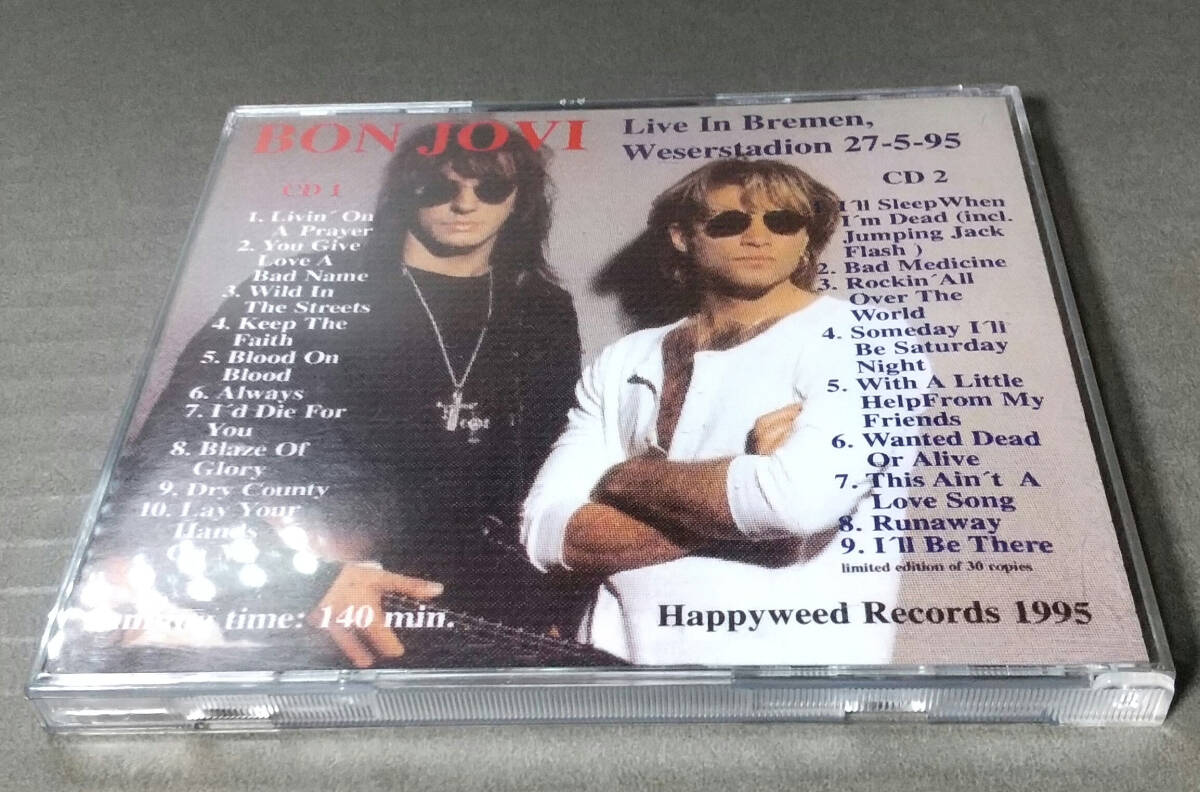 BON JOVI
Live In Bremen,
Weserstadion 27-5-95
CD 1
1. Livin´ On
A Prayer
2. You Give
Love A
Bad Name
3. Wild In
The Streets
4. Keep The
Faith
5. Blood On
Blood
6. Always
7. I´d Die For
You
8. Blaze Of
Glory
9. Dry County
10. Lay Your
Hands
CD 2
I´ll SleepWhen
I´m Dead (incl.
Jumping Jack
Flash )
2. Bad Medicine
3. Rockin´All
Over The
World
4. Someday I´ll
Be Saturday
Night
5. With A Little
HelpFrom My
Friends
6. Wanted Dead
Or Alive
7. This Ain´t A
Love Song
8. Runaway
9. I´ll Be There
limited edition of 30 copies
time: 140 min.
Happyweed Records 1995